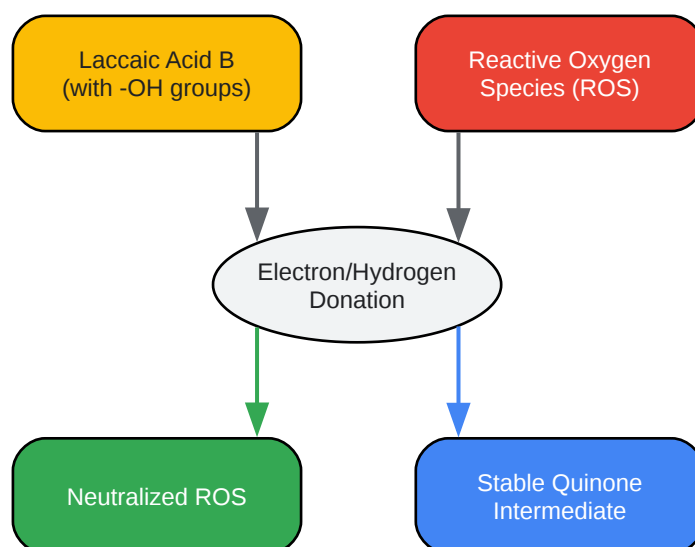 Laccaic Acid B
(with -OH groups)
Reactive Oxygen
Species (ROS)
Electron/Hydrogen
Donation
Neutralized ROS
Stable Quinone
Intermediate